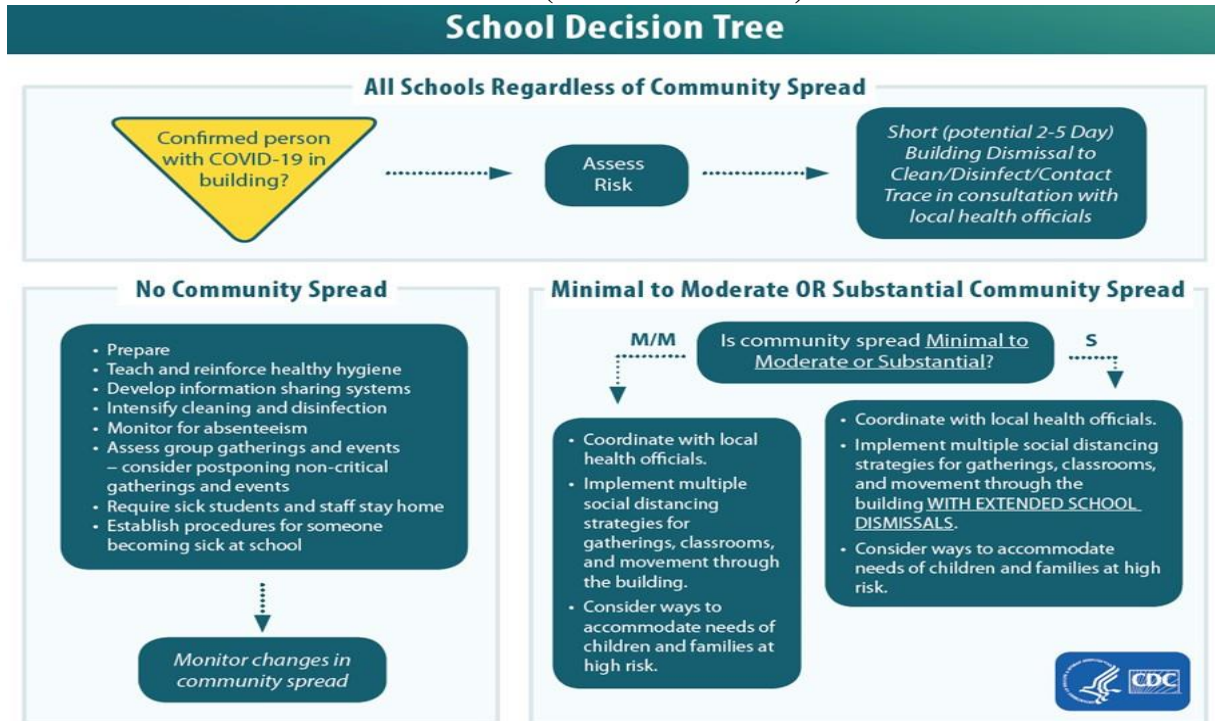 School Decision Tree
All Schools Regardless of Community Spread
Confirmed person
with COVID-19 in
building?
Assess
Risk
Short (potential 2-5 Day)
Building Dismissal to
Clean/Disinfect/Contact
Trace in consultation with
local health officials
No Community Spread
• Prepare
• Teach and reinforce healthy hygiene
• Develop information sharing systems
• Intensify cleaning and disinfection
• Monitor for absenteeism
• Assess group gatherings and events
– consider postponing non-critical
gatherings and events
• Require sick students and staff stay home
• Establish procedures for someone
becoming sick at school
Monitor changes in
community spread
Minimal to Moderate OR Substantial Community Spread
Is community spread Minimal to
Moderate or Substantial?
M/M
• Coordinate with local
health officials.
• Implement multiple
social distancing
strategies for
gatherings, classrooms,
and movement through
the building.
• Consider ways to
accommodate needs of
children and families at
high risk.
S
• Coordinate with local health officials.
• Implement multiple social distancing
strategies for gatherings, classrooms,
and movement through the
building WITH EXTENDED SCHOOL
DISMISSALS.
• Consider ways to accommodate
needs of children and families at high
risk.
CDC